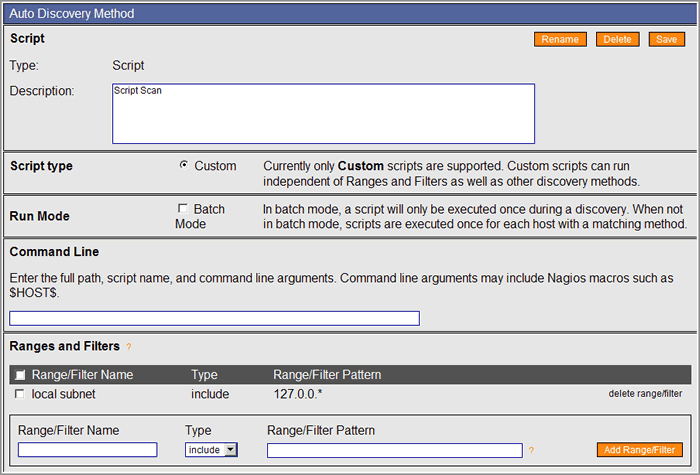 Auto Discovery Method
Script Rename Delete Save
Type: Script
Description: Script Scan
Script type Custom Currently only Custom scripts are supported. Custom scripts can run
independent of Ranges and Filters as well as other discovery methods.
Run Mode Batch In batch mode, a script will only be executed once during a discovery. When not
Mode in batch mode, scripts are executed once for each host with a matching method.
Command Line
Enter the full path, script name, and command line arguments. Command line arguments may include Nagios macros such as
$HOST$.
Ranges and Filters ?
Range/Filter Name Type Range/Filter Pattern
local subnet include 127.0.0.* delete range/filter
Range/Filter Name Type Range/Filter Pattern
include ? Add Range/Filter